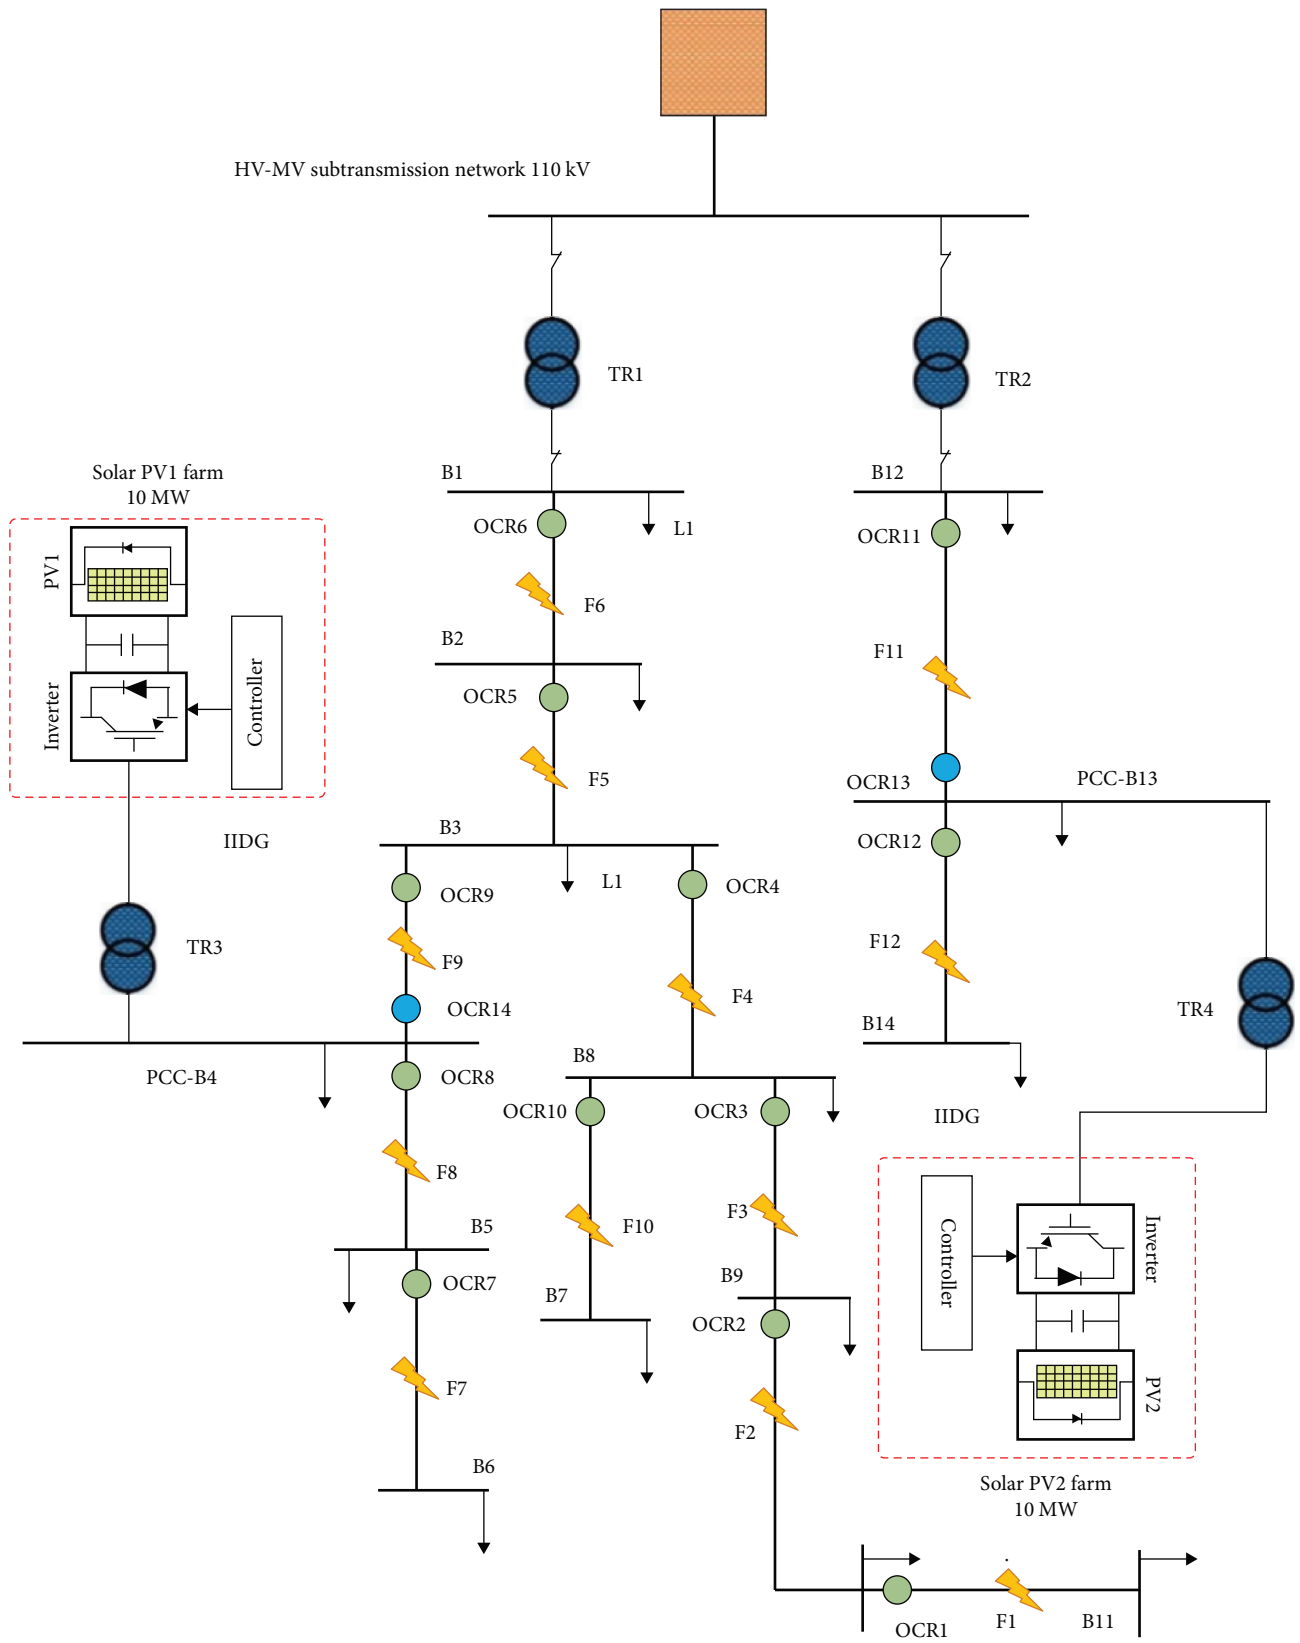 HV-MV subtransmission network 110 kV
TR1
TR2
B1
B12
Solar PV1 farm
10 MW
OCR6
L1
OCR11
PV1
F6
B2
F11
OCR5
Inverter
Controller
F5
OCR13
PCC-B13
IIDG
B3
OCR12
L1
OCR9
OCR4
TR3
F9
F12
F4
OCR14
TR4
B14
PCC-B4
OCR8
B8
OCR10
OCR3
IIDG
F8
F3
F10
B5
Controller
Inverter
OCR7
B9
B7
OCR2
F7
PV2
F2
B6
Solar PV2 farm
10 MW
OCR1
F1
B11